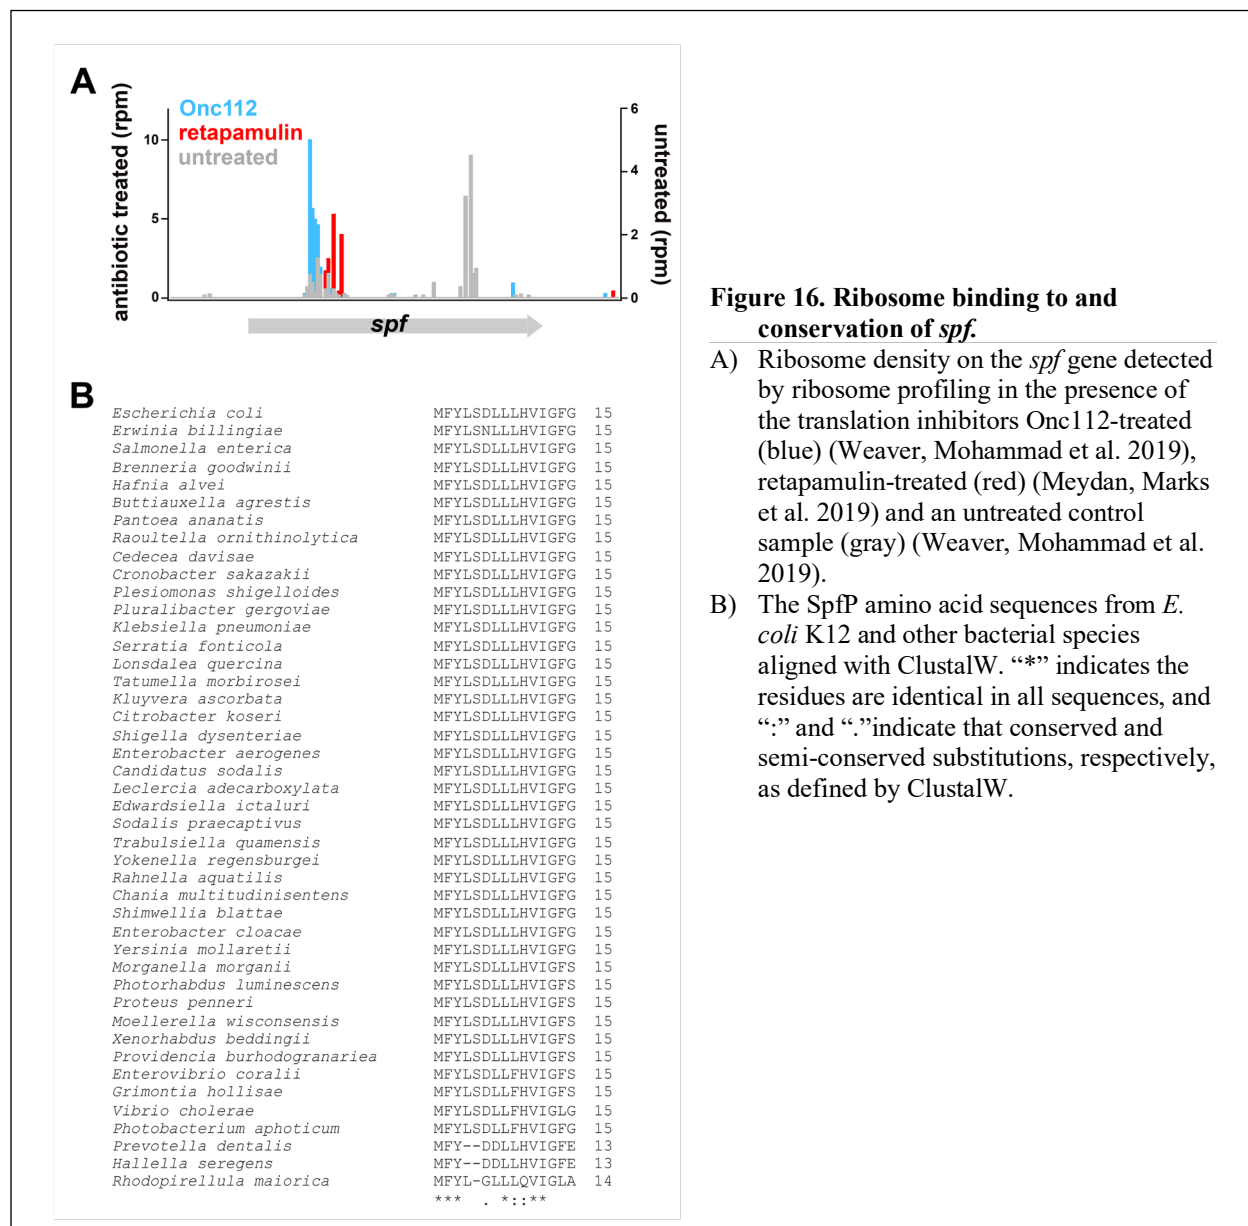 A
Onc112
retapamulin
untreated
antibiotic treated (rpm)
10
5
0
6
4
2
0
untreated (rpm)
spf
B
Escherichia coli MFYLSDLLLHVIGFG 15
Erwinia billingiae MFYLSNLLLHVIGFG 15
Salmonella enterica MFYLSDLLLHVIGFG 15
Brenneria goodwinii MFYLSDLLLHVIGFG 15
Hafnia alvei MFYLSDLLLHVIGFG 15
Buttiauxella agrestis MFYLSDLLLHVIGFG 15
Pantoea ananatis MFYLSDLLLHVIGFG 15
Raoultella ornithinolytica MFYLSDLLLHVIGFG 15
Cedecea davisae MFYLSDLLLHVIGFG 15
Cronobacter sakazakii MFYLSDLLLHVIGFG 15
Plesiomonas shigelloides MFYLSDLLLHVIGFG 15
Pluralibacter gergoviae MFYLSDLLLHVIGFG 15
Klebsiella pneumoniae MFYLSDLLLHVIGFG 15
Serratia fonticola MFYLSDLLLHVIGFG 15
Lonsdalea quercina MFYLSDLLLHVIGFG 15
Tatumella morbirosei MFYLSDLLLHVIGFG 15
Kluyvera ascorbata MFYLSDLLLHVIGFG 15
Citrobacter koseri MFYLSDLLLHVIGFG 15
Shigella dysenteriae MFYLSDLLLHVIGFG 15
Enterobacter aerogenes MFYLSDLLLHVIGFG 15
Candidatus sodalis MFYLSDLLLHVIGFG 15
Leclercia adecarboxylata MFYLSDLLLHVIGFG 15
Edwardsiella ictaluri MFYLSDLLLHVIGFG 15
Sodalis praecaptivus MFYLSDLLLHVIGFG 15
Trabulsiella quamensis MFYLSDLLLHVIGFG 15
Yokenella regensburgei MFYLSDLLLHVIGFG 15
Rahnella aquatilis MFYLSDLLLHVIGFG 15
Chania multitudinisentens MFYLSDLLLHVIGFG 15
Shimwellia blattae MFYLSDLLLHVIGFG 15
Enterobacter cloacae MFYLSDLLLHVIGFG 15
Yersinia mollaretii MFYLSDLLLHVIGFG 15
Morganella morganii MFYLSDLLLHVIGFS 15
Photorhabdus luminescens MFYLSDLLLHVIGFS 15
Proteus penneri MFYLSDLLLHVIGFS 15
Moellerella wisconsensis MFYLSDLLLHVIGFS 15
Xenorhabdus beddingii MFYLSDLLLHVIGFS 15
Providencia burhodogranariea MFYLSDLLLHVIGFS 15
Enterovibrio coralii MFYLSDLLFHVIGFS 15
Grimontia hollisae MFYLSDLLFHVIGFS 15
Vibrio cholerae MFYLSDLLFHVIGLG 15
Photobacterium aphoticum MFYLSDLLFHVIGFG 15
Prevotella dentalis MFY--DDLLHVIGFE 13
Hallella seregens MFY--DDLLHVIGFE 13
Rhodopirellula maiorica MFYL-GLLLQVIGLA 14
*** . *::**
Figure 16. Ribosome binding to and
conservation of spf.
A) Ribosome density on the spf gene detected
by ribosome profiling in the presence of
the translation inhibitors Onc112-treated
(blue) (Weaver, Mohammad et al. 2019),
retapamulin-treated (red) (Meydan, Marks
et al. 2019) and an untreated control
sample (gray) (Weaver, Mohammad et al.
2019).
B) The SpfP amino acid sequences from E.
coli K12 and other bacterial species
aligned with ClustalW. “*” indicates the
residues are identical in all sequences, and
“:” and “.”indicate that conserved and
semi-conserved substitutions, respectively,
as defined by ClustalW.